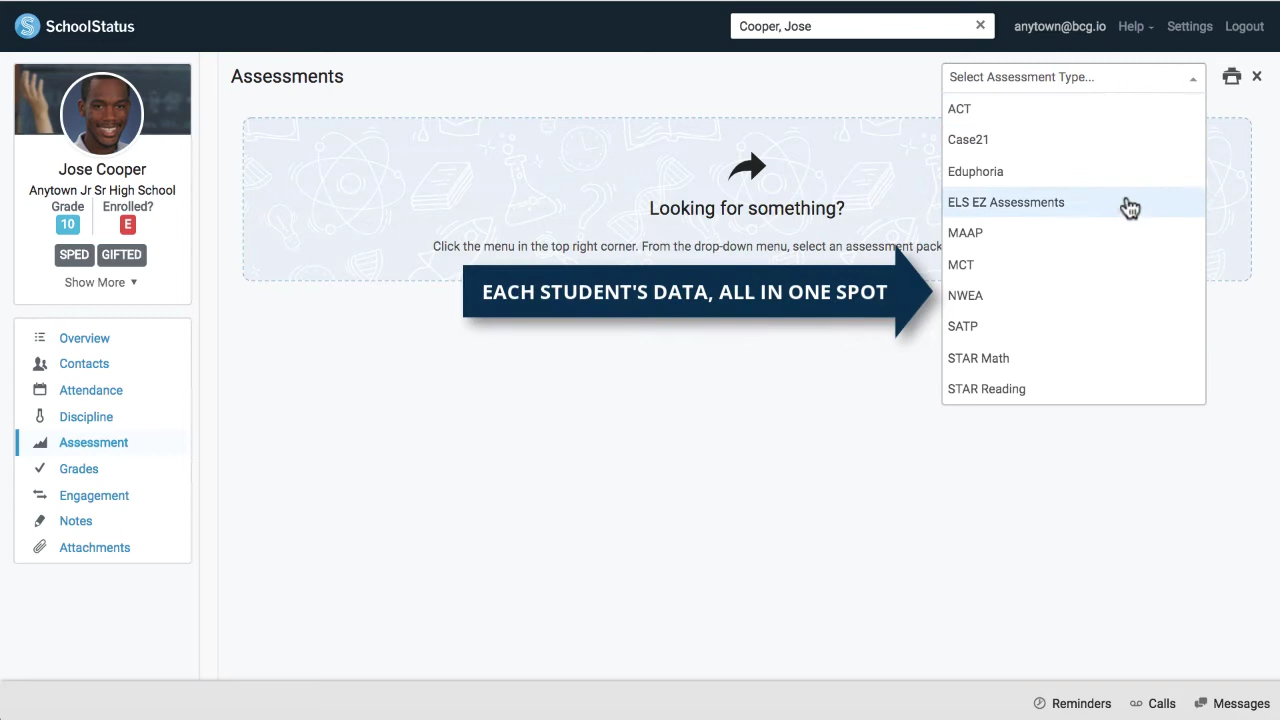 SchoolStatus
Cooper, Jose
anytown@bcg.io Help Settings Logout
Jose Cooper
Anytown Jr Sr High School
Grade Enrolled?
10 E
SPED GIFTED
Show More
Overview
Contacts
Attendance
Discipline
Assessment
Grades
Engagement
Notes
Attachments
Assessments
Select Assessment Type...
ACT
Case21
Eduphoria
ELS EZ Assessments
MAAP
MCT
NWEA
SATP
STAR Math
STAR Reading
Looking for something?
Click the menu in the top right corner. From the drop-down menu, select an assessment pack
EACH STUDENT'S DATA, ALL IN ONE SPOT
Reminders Calls Messages